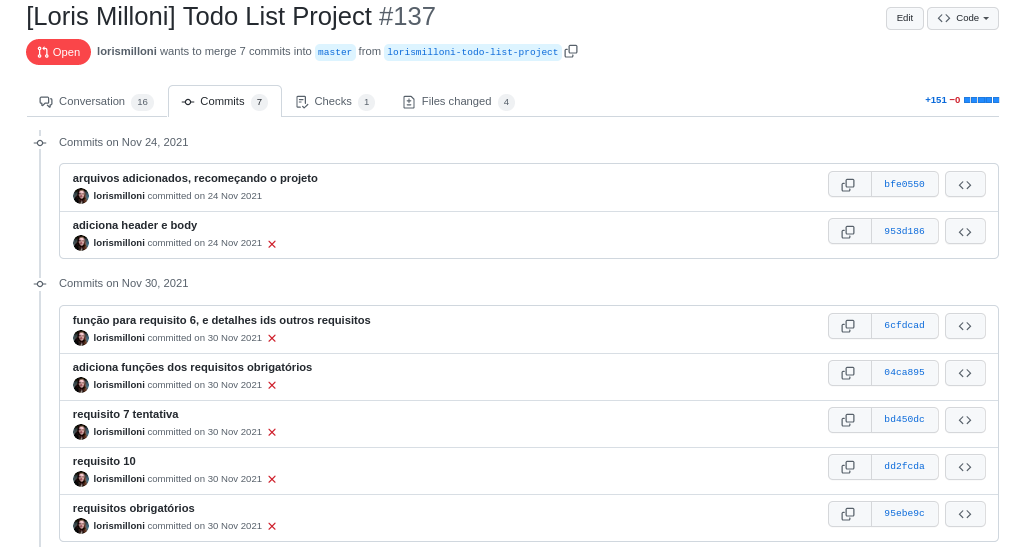 [Loris Milloni] Todo List Project #137
Edit
Code
Open
lorismilloni wants to merge 7 commits into master from lorismilloni-todo-list-project
Conversation 16
Commits 7
Checks 1
Files changed 4
+151 −0
Commits on Nov 24, 2021
arquivos adicionados, recomeçando o projeto
lorismilloni committed on 24 Nov 2021
bfe0550
adiciona header e body
lorismilloni committed on 24 Nov 2021
953d186
Commits on Nov 30, 2021
função para requisito 6, e detalhes ids outros requisitos
lorismilloni committed on 30 Nov 2021
6cfdcad
adiciona funções dos requisitos obrigatórios
lorismilloni committed on 30 Nov 2021
04ca895
requisito 7 tentativa
lorismilloni committed on 30 Nov 2021
bd450dc
requisito 10
lorismilloni committed on 30 Nov 2021
dd2fcda
requisitos obrigatórios
lorismilloni committed on 30 Nov 2021
95ebe9c